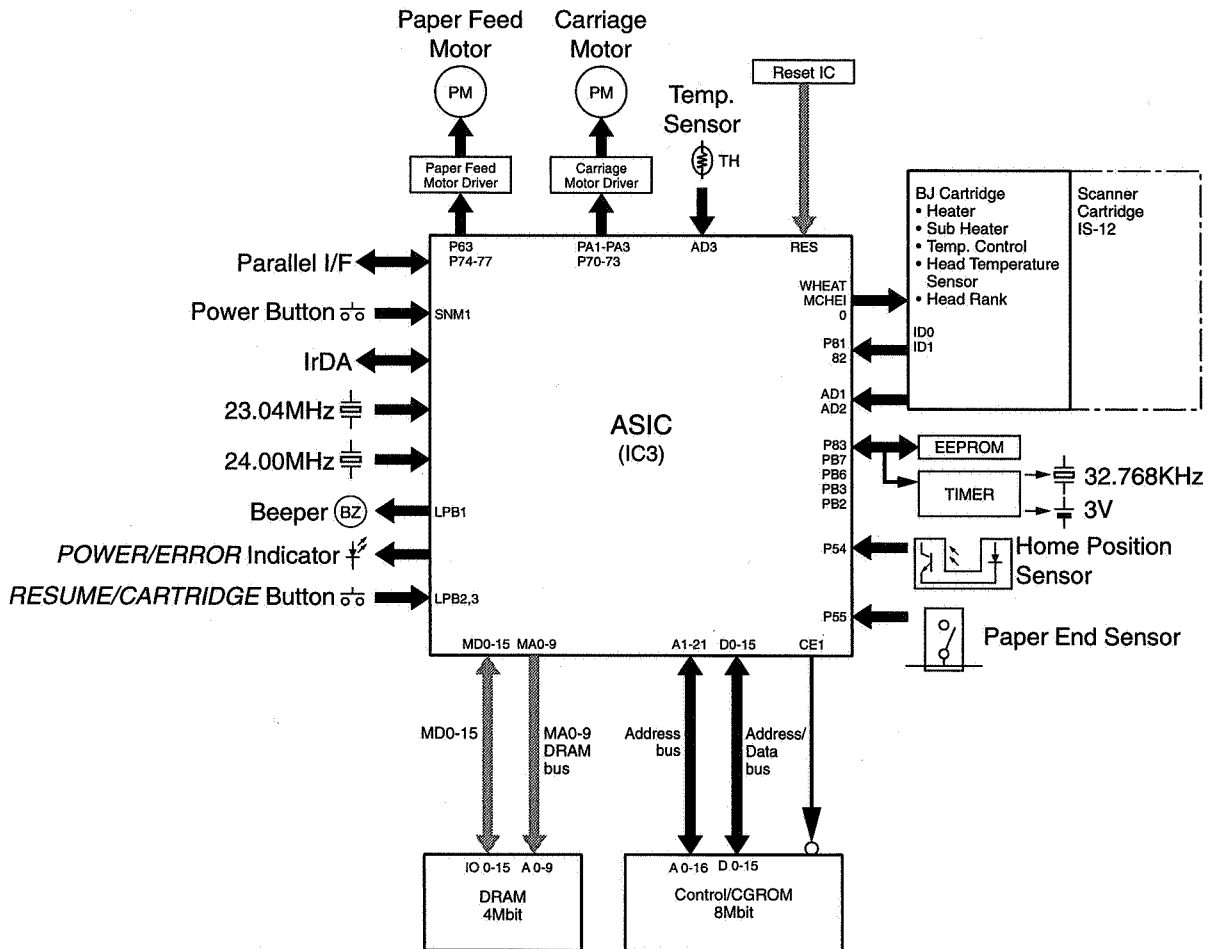 Paper Feed
Motor
Carriage
Motor
PM
PM
Reset IC
Temp.
Sensor
TH
Paper Feed
Motor Driver
Carriage
Motor Driver
BJ Cartridge
• Heater
• Sub Heater
• Temp. Control
• Head Temperature
Sensor
• Head Rank
ID0
ID1
Scanner
Cartridge
IS-12
P63
P74-77
PA1-PA3
P70-73
AD3
RES
Parallel I/F
Power Button
SNM1
IrDA
23.04MHz
24.00MHz
Beeper
BZ
LPB1
POWER/ERROR Indicator
RESUME/CARTRIDGE Button
LPB2,3
ASIC
(IC3)
WHEAT
MCHEI
0
P81
82
AD1
AD2
P83
PB7
PB6
PB3
PB2
EEPROM
TIMER
32.768KHz
3V
P54
Home Position
Sensor
P55
Paper End Sensor
MD0-15
MA0-9
A1-21
D0-15
CE1
MD0-15
MA0-9
DRAM
bus
Address
bus
Address/
Data
bus
IO 0-15
A 0-9
DRAM
4Mbit
A 0-16
D 0-15
Control/CGROM
8Mbit